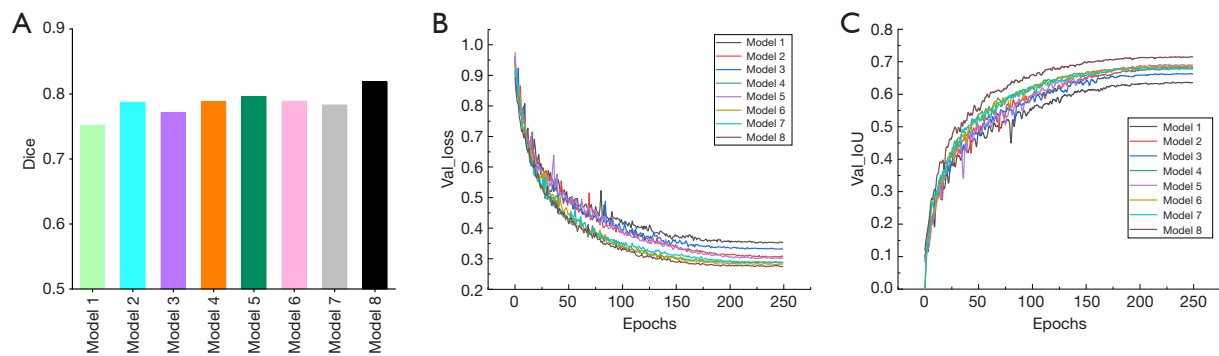 A
Dice
0.9
0.8
0.7
0.6
0.5
Model 1
Model 2
Model 3
Model 4
Model 5
Model 6
Model 7
Model 8
B
Val_loss
1.0
0.9
0.8
0.7
0.6
0.5
0.4
0.3
0.2
0
50
100
150
200
250
Epochs
Model 1
Model 2
Model 3
Model 4
Model 5
Model 6
Model 7
Model 8
C
Val_IoU
0.8
0.7
0.6
0.5
0.4
0.3
0.2
0.1
0.0
0
50
100
150
200
250
Epochs
Model 1
Model 2
Model 3
Model 4
Model 5
Model 6
Model 7
Model 8